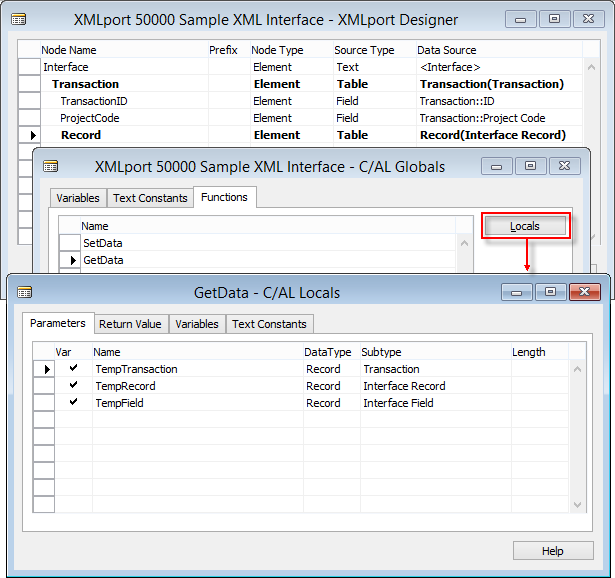 XMLport 50000 Sample XML Interface - XMLport Designer
Node Name Prefix Node Type Source Type Data Source
Interface Element Text <Interface>
Transaction Element Table Transaction(Transaction)
TransactionID Element Field Transaction::ID
ProjectCode Element Field Transaction::Project Code
Record Element Table Record(Interface Record)
XMLport 50000 Sample XML Interface - C/AL Globals
Variables Text Constants Functions
Name
Locals
SetData
GetData
GetData - C/AL Locals
Parameters Return Value Variables Text Constants
Var Name DataType Subtype Length
TempTransaction Record Transaction
TempRecord Record Interface Record
TempField Record Interface Field
Help